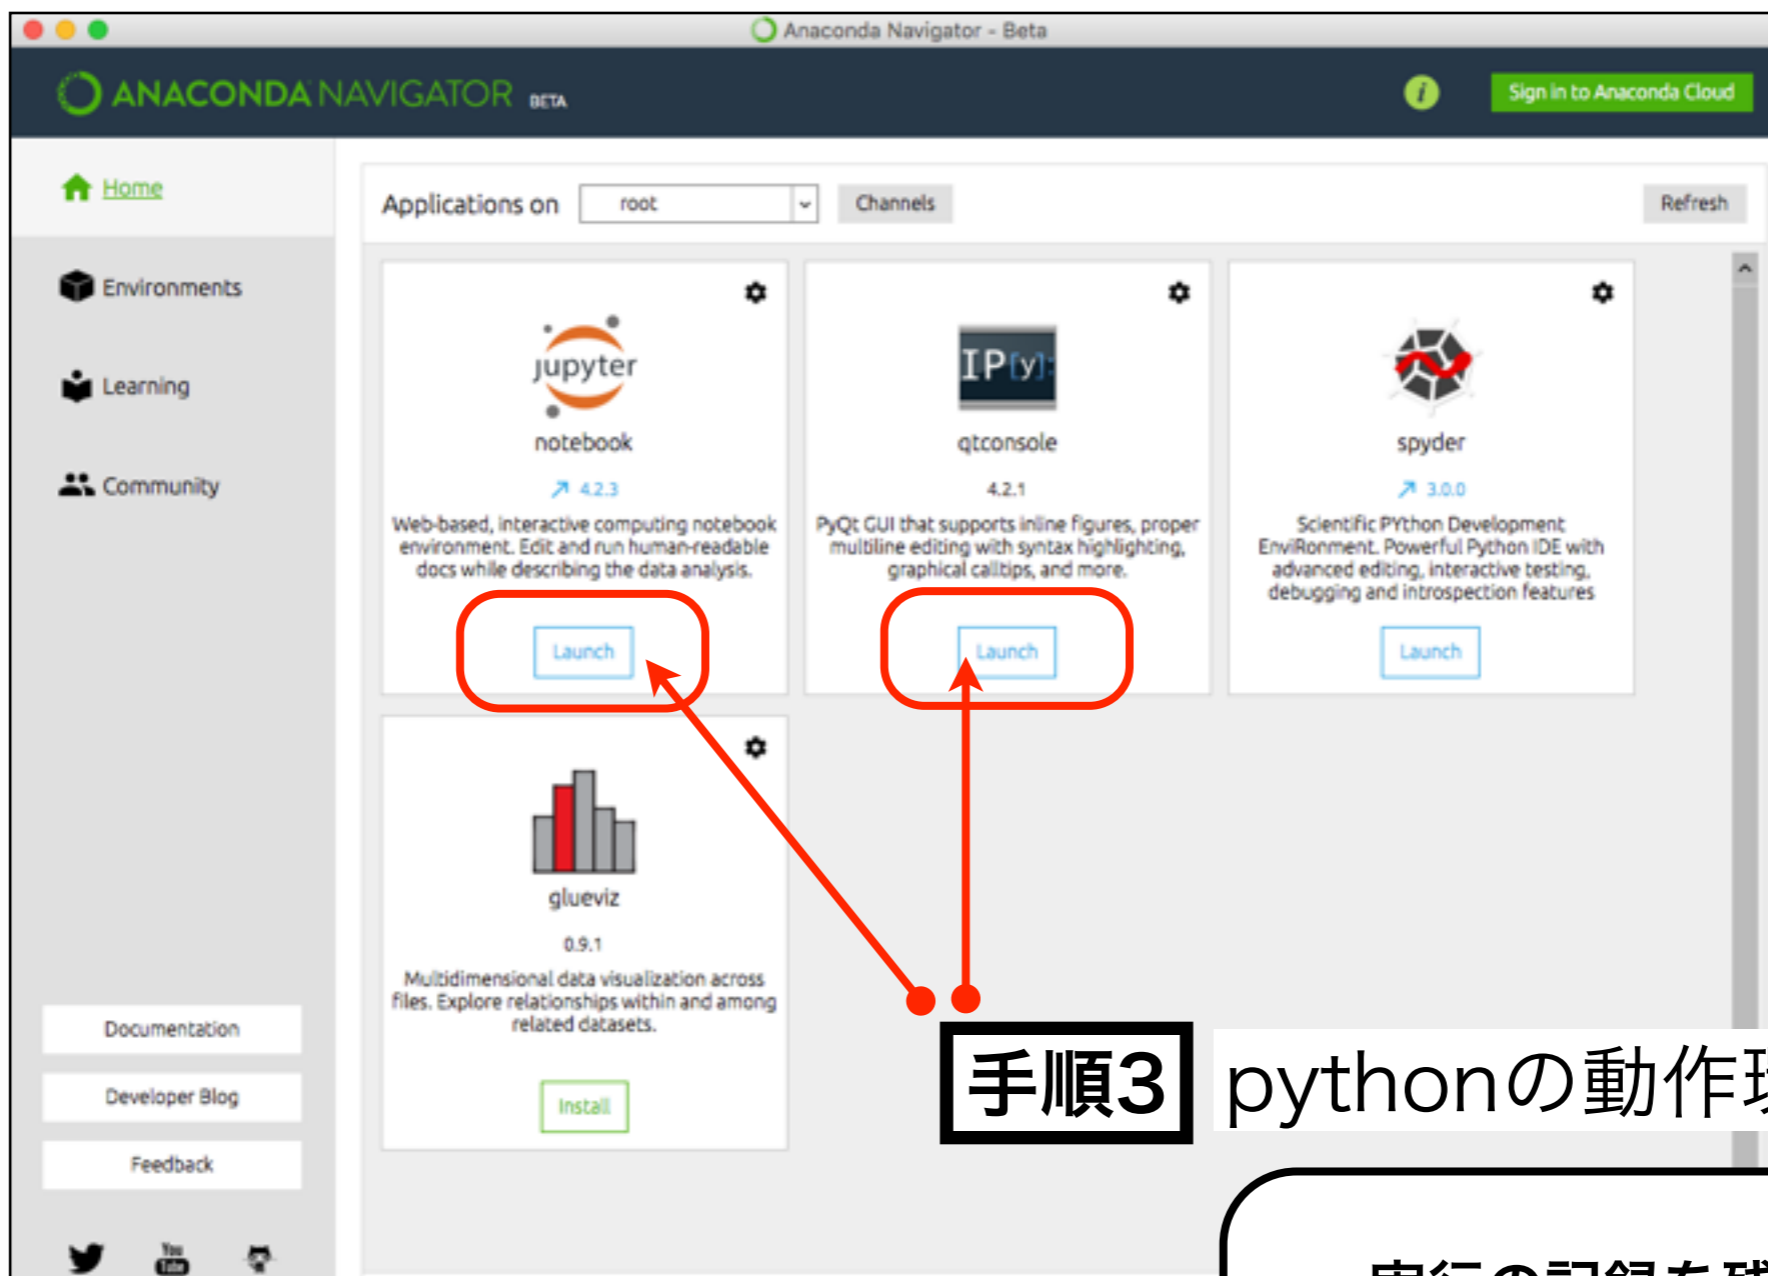 Anaconda Navigator - Beta
ANACONDA NAVIGATOR BETA
i
Sign in to Anaconda Cloud
Home
Environments
Learning
Community
Documentation
Developer Blog
Feedback
You
Tube
Applications on root Channels Refresh
jupyter
notebook
4.2.3
Web-based, interactive computing notebook
environment. Edit and run human-readable
docs while describing the data analysis.
Launch
IP[y]:
qtconsole
4.2.1
PyQt GUI that supports inline figures, proper
multiline editing with syntax highlighting,
graphical calltips, and more.
Launch
spyder
3.0.0
Scientific PYthon Development
EnviRonment. Powerful Python IDE with
advanced editing, interactive testing,
debugging and introspection features
Launch
glueviz
0.9.1
Multidimensional data visualization across
files. Explore relationships within and among
related datasets.
Install
手順3 pythonの動作